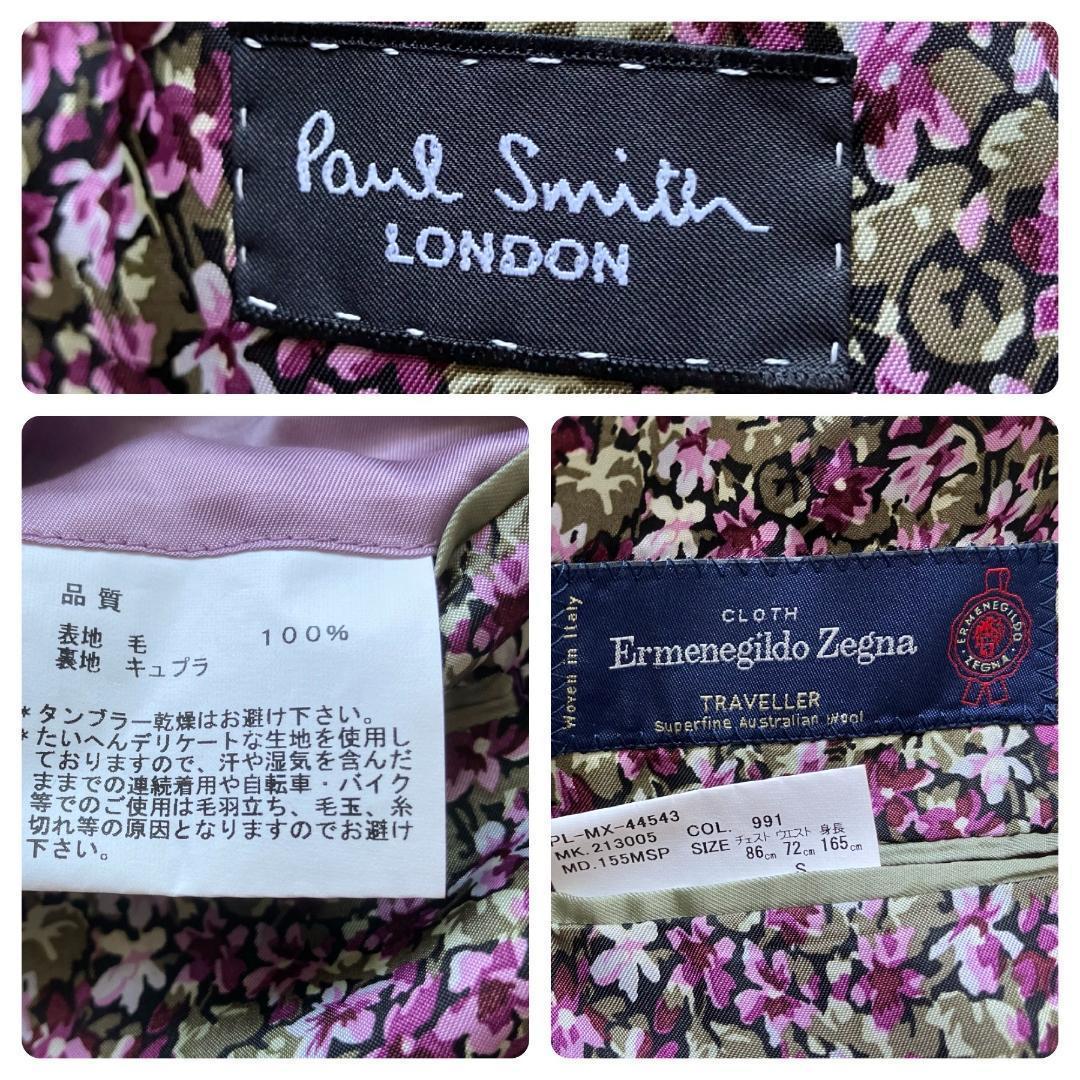 Paul Smith
LONDON
品質
表地 毛 100%
裏地 キュプラ
*タンブラー乾燥はお避け下さい。
*たいへんデリケートな生地を使用し
ておりますので、汗や湿気を含んだ
ままでの連続着用や自転車・バイク
等でのご使用は毛羽立ち、毛玉、糸
切れ等の原因となりますのでお避け
下さい。
Woven in Italy
CLOTH
Ermenegildo Zegna
TRAVELLER
Superfine Australian Wool
ERMENEGILDO
ZEGNA
PL-MX-44543 COL. 991
MK.213005 SIZE チェスト ウエスト 身長
MD.155MSP 86cm 72cm 165cm
S